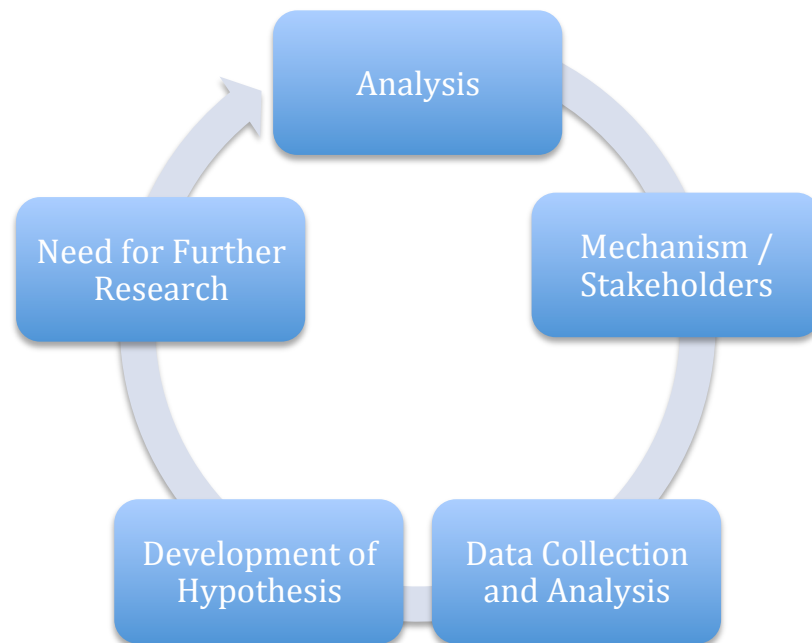 Analysis
Mechanism /
Stakeholders
Data Collection
and Analysis
Development of
Hypothesis
Need for Further
Research